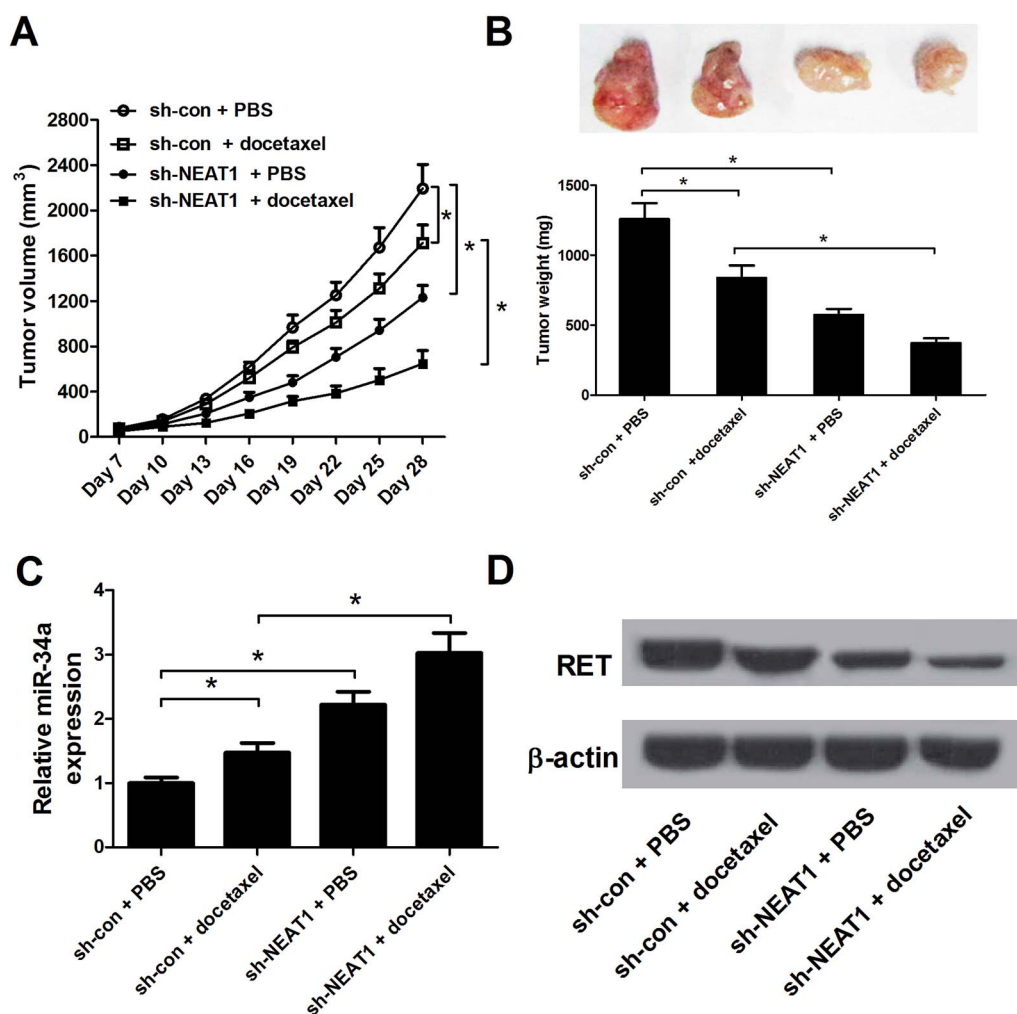 A
sh-con + PBS
sh-con + docetaxel
sh-NEAT1 + PBS
sh-NEAT1 + docetaxel
Tumor volume (mm³)
2800
2400
2000
1600
1200
800
400
0
Day 7
Day 10
Day 13
Day 16
Day 19
Day 22
Day 25
Day 28
*
*
*
B
Tumor weight (mg)
1500
1000
500
0
*
*
*
sh-con + PBS
sh-con +docetaxel
sh-NEAT1 + PBS
sh-NEAT1 + docetaxel
C
Relative miR-34a
expression
4
3
2
1
0
*
*
*
sh-con + PBS
sh-con + docetaxel
sh-NEAT1 + PBS
sh-NEAT1 + docetaxel
D
RET
β-actin
sh-con + PBS
sh-con + docetaxel
sh-NEAT1 + PBS
sh-NEAT1 + docetaxel